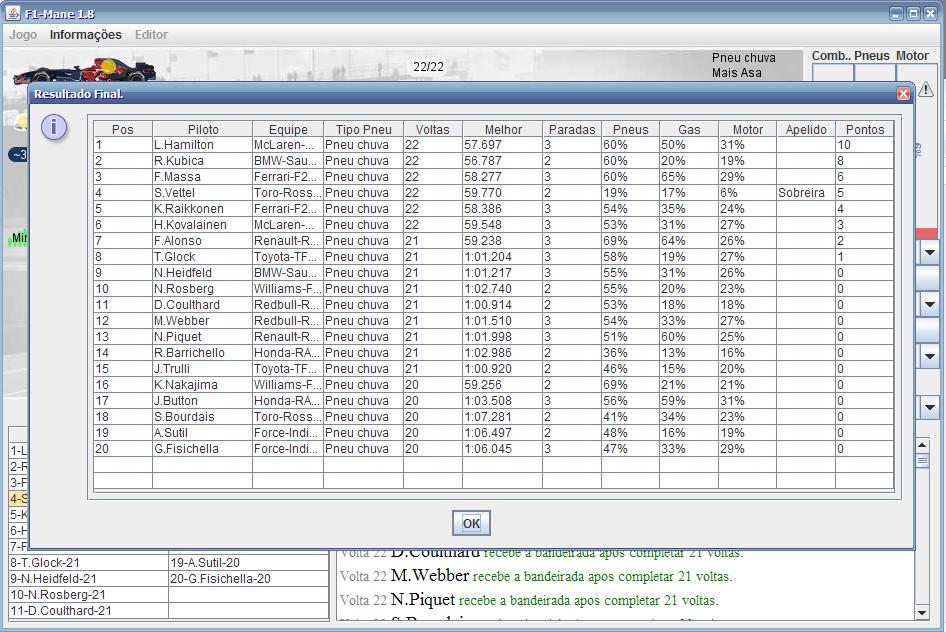 F1-Mane 1.8
Jogo Informações Editor
22/22
Pneu chuva
Mais Asa
Comb.. Pneus Motor
Resultado Final.
Pos Piloto Equipe Tipo Pneu Voltas Melhor Paradas Pneus Gas Motor Apelido Pontos
1 L.Hamilton McLaren-... Pneu chuva 22 57.697 3 60% 50% 31% 10
2 R.Kubica BMW-Sau... Pneu chuva 22 56.787 2 60% 20% 19% 8
3 F.Massa Ferrari-F2... Pneu chuva 22 58.277 3 60% 65% 29% 6
4 S.Vettel Toro-Ross... Pneu chuva 22 59.770 2 19% 17% 6% Sobreira 5
5 K.Raikkonen Ferrari-F2... Pneu chuva 22 58.386 3 54% 35% 24% 4
6 H.Kovalainen McLaren-... Pneu chuva 22 59.548 3 53% 31% 27% 3
7 F.Alonso Renault-R... Pneu chuva 21 59.238 3 69% 64% 26% 2
8 T.Glock Toyota-TF... Pneu chuva 21 1:01.204 3 58% 19% 27% 1
9 N.Heidfeld BMW-Sau... Pneu chuva 21 1:01.217 3 55% 31% 26% 0
10 N.Rosberg Williams-F... Pneu chuva 21 1:02.740 2 55% 20% 23% 0
11 D.Coulthard Redbull-R... Pneu chuva 21 1:00.914 2 53% 18% 18% 0
12 M.Webber Redbull-R... Pneu chuva 21 1:01.510 3 54% 33% 27% 0
13 N.Piquet Renault-R... Pneu chuva 21 1:01.998 3 51% 60% 25% 0
14 R.Barrichello Honda-RA... Pneu chuva 21 1:02.986 2 36% 13% 16% 0
15 J.Trulli Toyota-TF... Pneu chuva 21 1:00.920 2 46% 15% 20% 0
16 K.Nakajima Williams-F... Pneu chuva 20 59.256 2 69% 21% 21% 0
17 J.Button Honda-RA... Pneu chuva 20 1:03.508 3 56% 59% 31% 0
18 S.Bourdais Toro-Ross... Pneu chuva 20 1:07.281 2 41% 34% 23% 0
19 A.Sutil Force-Indi... Pneu chuva 20 1:06.497 2 48% 16% 19% 0
20 G.Fisichella Force-Indi... Pneu chuva 20 1:06.045 3 47% 33% 29% 0
OK
8-T.Glock-21 19-A.Sutil-20
9-N.Heidfeld-21 20-G.Fisichella-20
10-N.Rosberg-21
11-D.Coulthard-21
Volta 22 D.Coulthard recebe a bandeirada apos completar 21 voltas.
Volta 22 M.Webber recebe a bandeirada apos completar 21 voltas.
Volta 22 N.Piquet recebe a bandeirada apos completar 21 voltas.